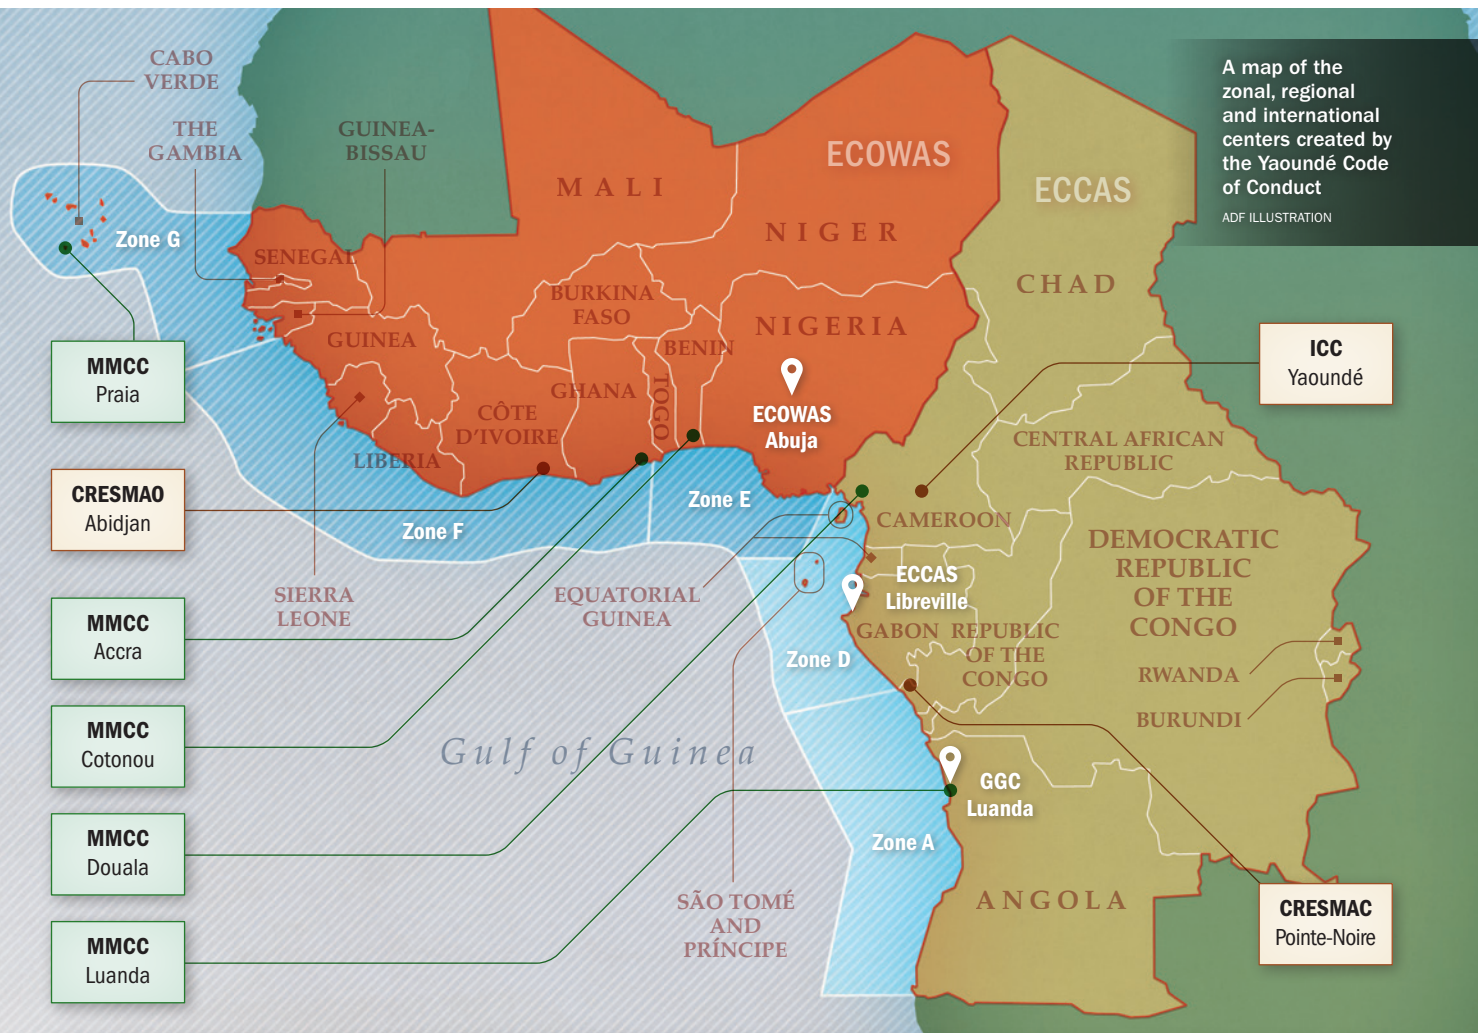 A map of the
zonal, regional
and international
centers created by
the Yaoundé Code
of Conduct
ADF ILLUSTRATION
CABO
VERDE
THE
GAMBIA
GUINEA-
BISSAU
MALI
ECOWAS
ECCAS
NIGER
Zone G
SENEGAL
CHAD
BURKINA
FASO
NIGERIA
GUINEA
BENIN
MMCC
Praia
ICC
Yaoundé
GHANA
TOGO
CÔTE
D'IVOIRE
ECOWAS
Abuja
LIBERIA
CENTRAL AFRICAN
REPUBLIC
CRESMAO
Abidjan
Zone E
Zone F
CAMEROON
DEMOCRATIC
REPUBLIC
OF THE
CONGO
SIERRA
LEONE
EQUATORIAL
GUINEA
ECCAS
Libreville
MMCC
Accra
GABON
REPUBLIC
OF THE
CONGO
Zone D
RWANDA
BURUNDI
MMCC
Cotonou
Gulf of Guinea
GGC
Luanda
MMCC
Douala
Zone A
SÃO TOMÉ
AND
PRÍNCIPE
ANGOLA
CRESMAC
Pointe-Noire
MMCC
Luanda